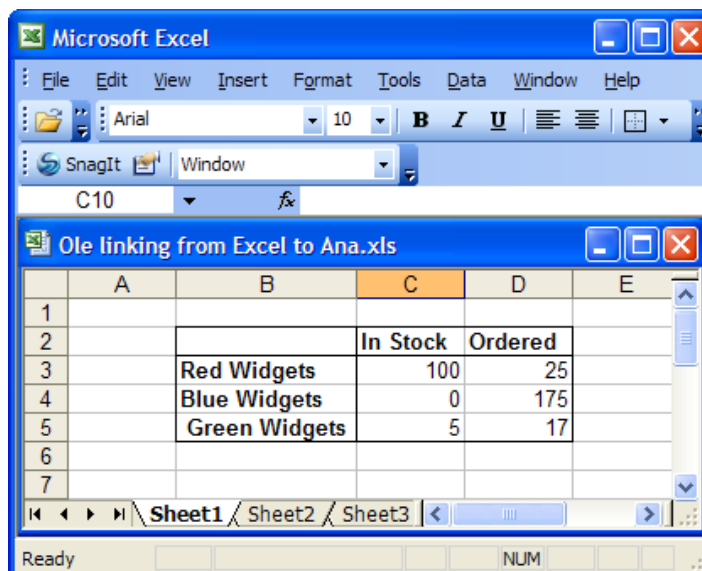 Microsoft Excel
File Edit View Insert Format Tools Data Window Help
Arial 10 B I U
SnagIt Window
C10 fx
Ole linking from Excel to Ana.xls
A B C D E
1
2 In Stock Ordered
3 Red Widgets 100 25
4 Blue Widgets 0 175
5 Green Widgets 5 17
6
7
Sheet1 Sheet2 Sheet3
Ready NUM